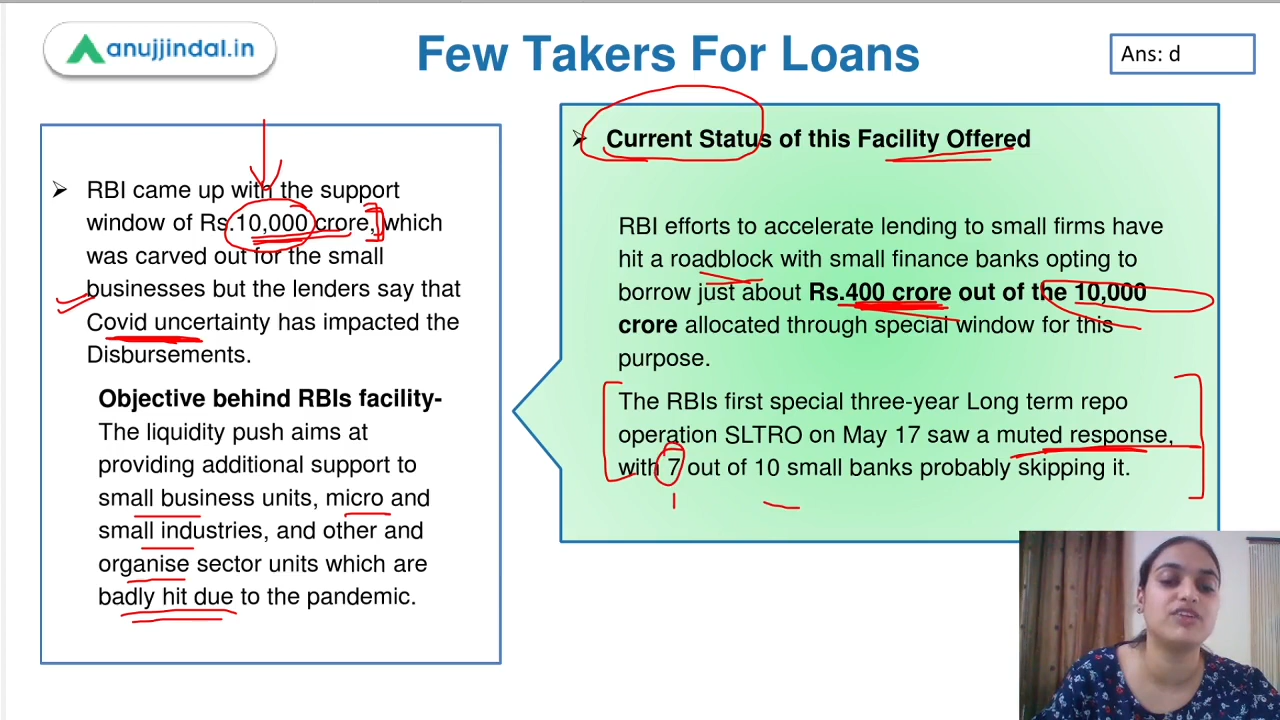 anujjindal.in
Few Takers For Loans
Ans: d
RBI came up with the support
window of Rs.10,000 crore, which
was carved out for the small
businesses but the lenders say that
Covid uncertainty has impacted the
Disbursements.
Objective behind RBIs facility-
The liquidity push aims at
providing additional support to
small business units, micro and
small industries, and other and
organise sector units which are
badly hit due to the pandemic.
Current Status of this Facility Offered
RBI efforts to accelerate lending to small firms have
hit a roadblock with small finance banks opting to
borrow just about Rs.400 crore out of the 10,000
crore allocated through special window for this
purpose.
The RBIs first special three-year Long term repo
operation SLTRO on May 17 saw a muted response,
with 7 out of 10 small banks probably skipping it.